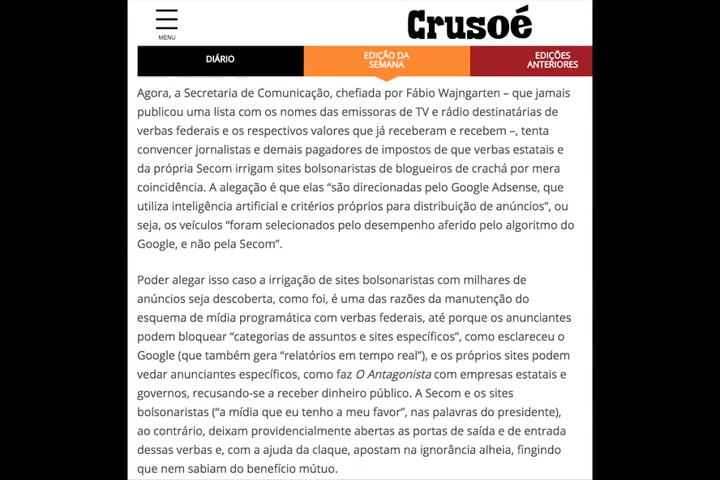 Crusoé
MENU
DIÁRIO
EDIÇÃO DA
SEMANA
EDIÇÕES
ANTERIORES
Agora, a Secretaria de Comunicação, chefiada por Fábio Wajngarten – que jamais
publicou uma lista com os nomes das emissoras de TV e rádio destinatárias de
verbas federais e os respectivos valores que já receberam e recebem –, tenta
convencer jornalistas e demais pagadores de impostos de que verbas estatais e
da própria Secom irrigam sites bolsonaristas de blogueiros de crachá por mera
coincidência. A alegação é que elas “são direcionadas pelo Google Adsense, que
utiliza inteligência artificial e critérios próprios para distribuição de anúncios”, ou
seja, os veículos “foram selecionados pelo desempenho aferido pelo algoritmo do
Google, e não pela Secom”.
Poder alegar isso caso a irrigação de sites bolsonaristas com milhares de
anúncios seja descoberta, como foi, é uma das razões da manutenção do
esquema de mídia programática com verbas federais, até porque os anunciantes
podem bloquear “categorias de assuntos e sites específicos”, como esclareceu o
Google (que também gera “relatórios em tempo real”), e os próprios sites podem
vedar anunciantes específicos, como faz O Antagonista com empresas estatais e
governos, recusando-se a receber dinheiro público. A Secom e os sites
bolsonaristas (“a mídia que eu tenho a meu favor”, nas palavras do presidente),
ao contrário, deixam providencialmente abertas as portas de saída e de entrada
dessas verbas e, com a ajuda da claque, apostam na ignorância alheia, fingindo
que nem sabiam do benefício mútuo.